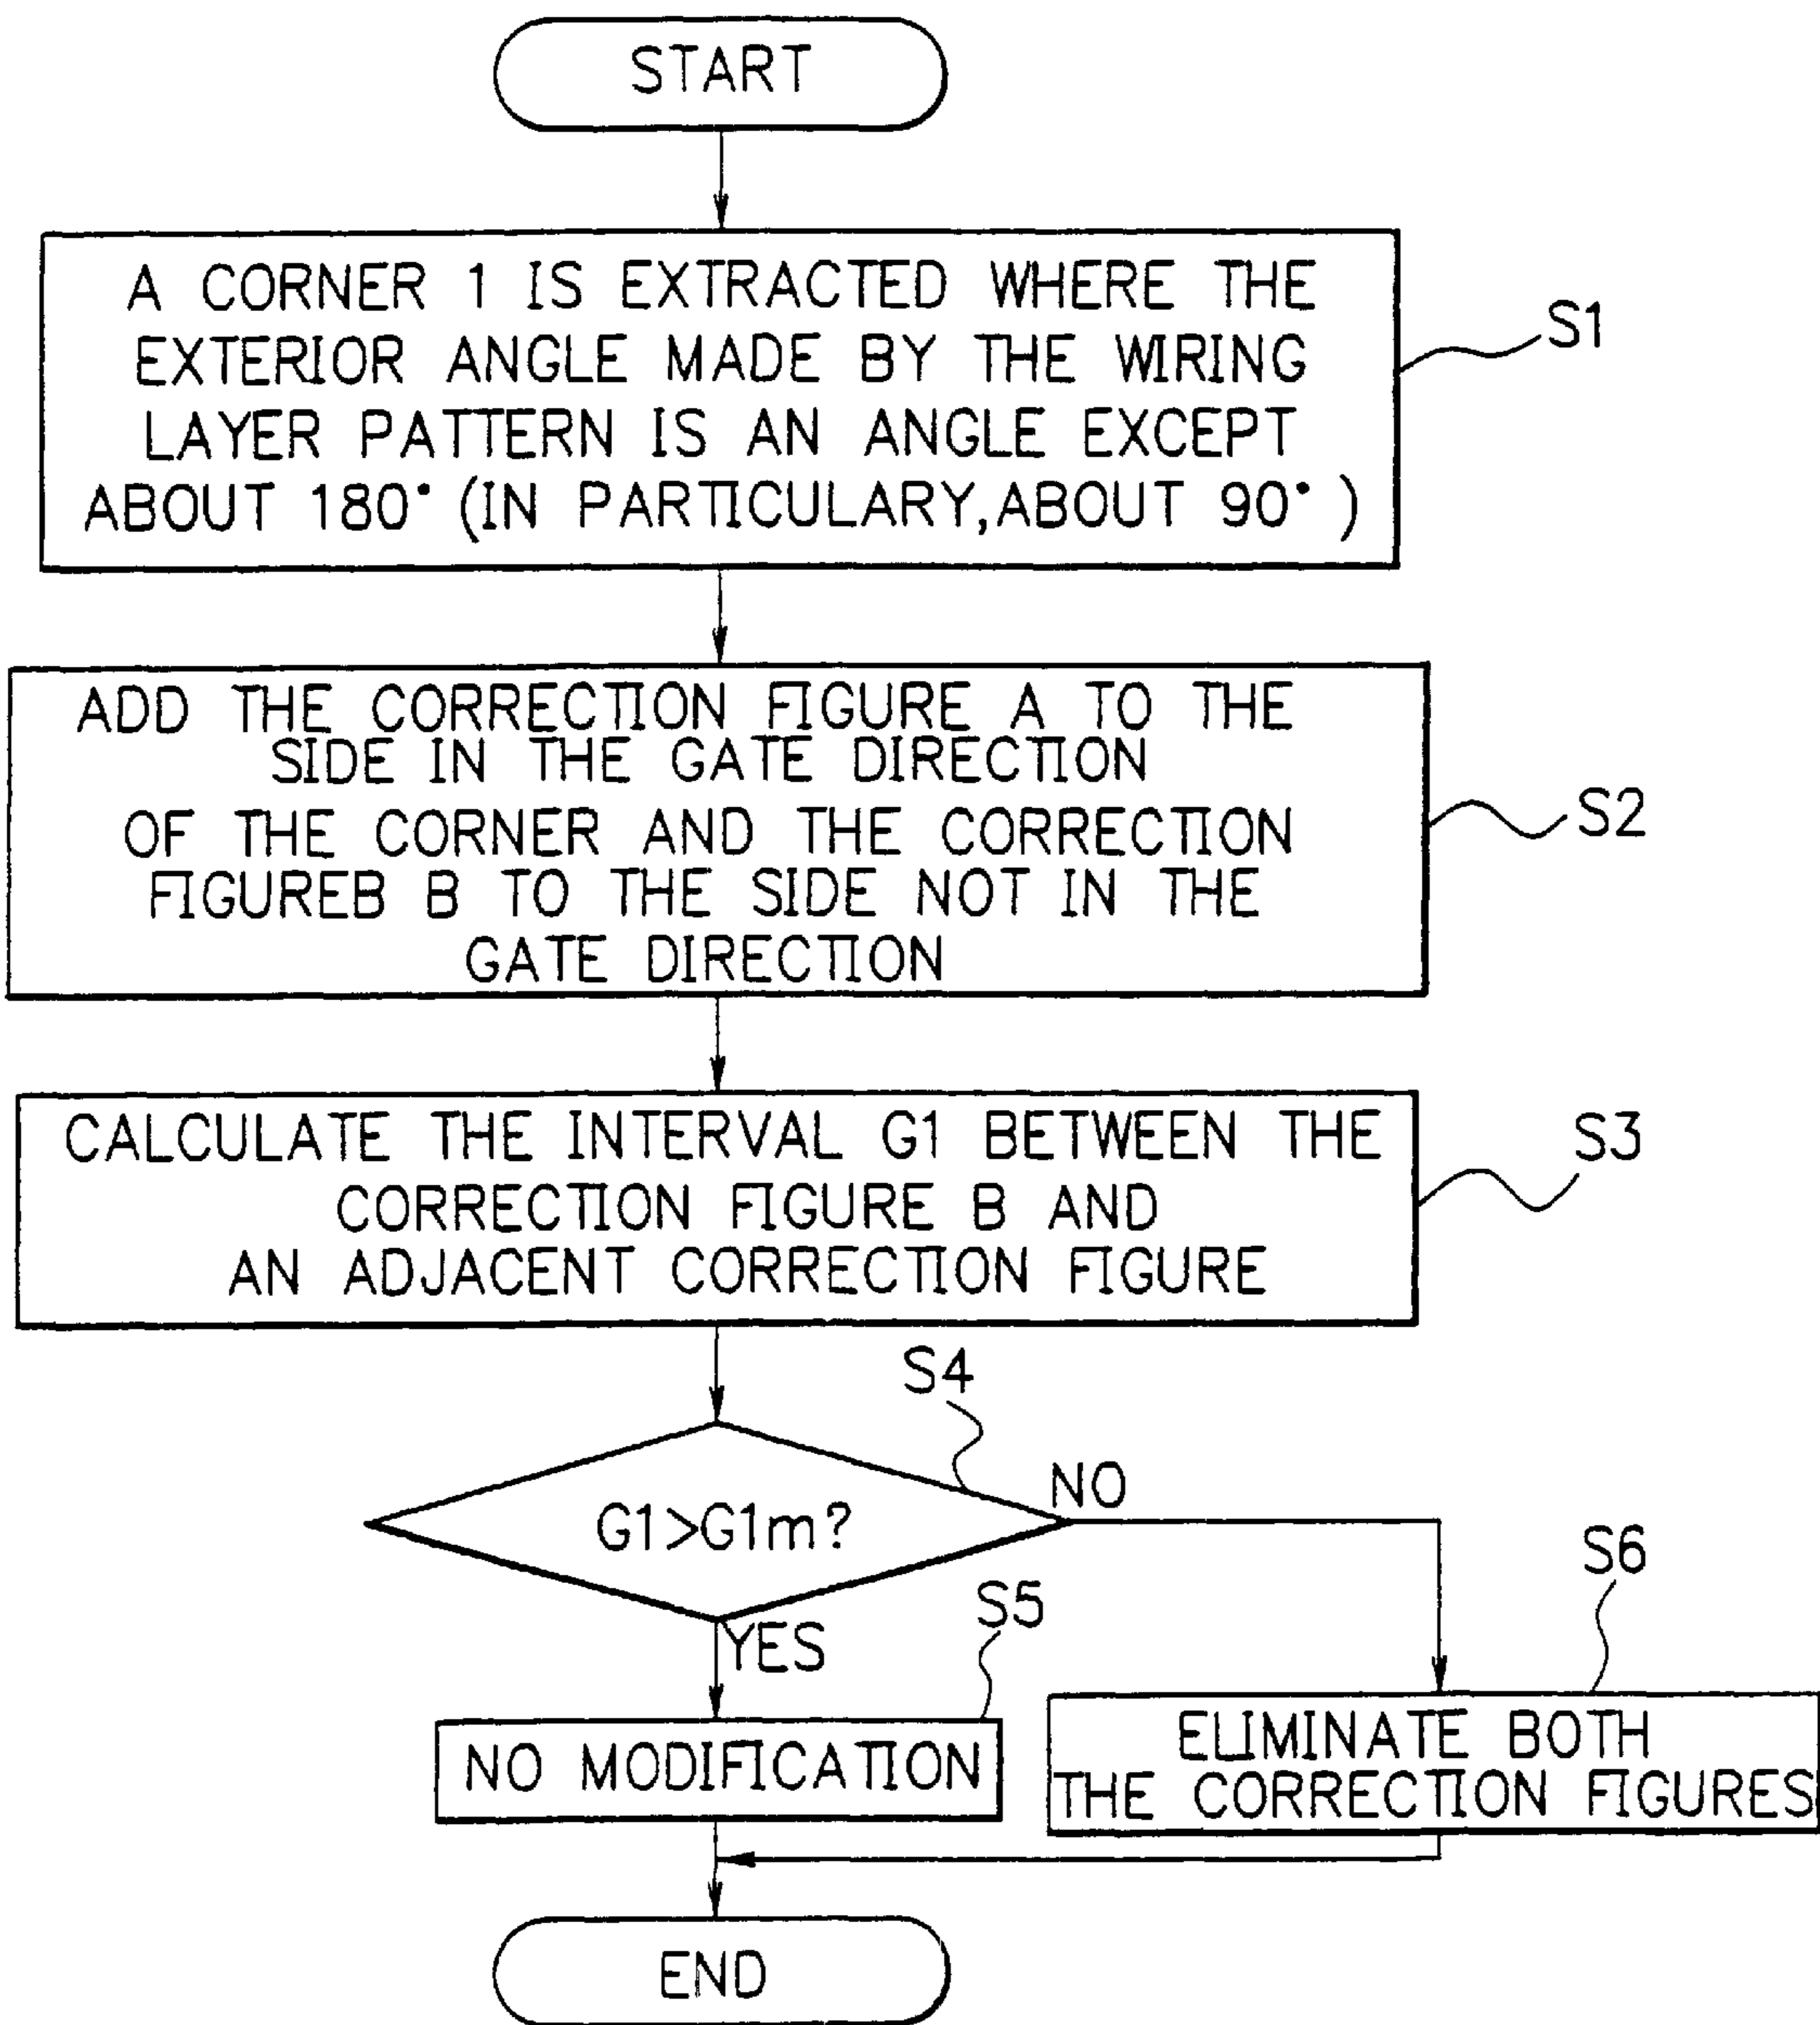 START
A CORNER 1 IS EXTRACTED WHERE THE
EXTERIOR ANGLE MADE BY THE WIRING
LAYER PATTERN IS AN ANGLE EXCEPT
ABOUT 180° (IN PARTICULARY,ABOUT 90° )
S1
ADD THE CORRECTION FIGURE A TO THE
SIDE IN THE GATE DIRECTION
OF THE CORNER AND THE CORRECTION
FIGUREB B TO THE SIDE NOT IN THE
GATE DIRECTION
S2
CALCULATE THE INTERVAL G1 BETWEEN THE
CORRECTION FIGURE B AND
AN ADJACENT CORRECTION FIGURE
S3
S4
G1>G1m?
NO
YES
S5
NO MODIFICATION
S6
ELIMINATE BOTH
THE CORRECTION FIGURES
END